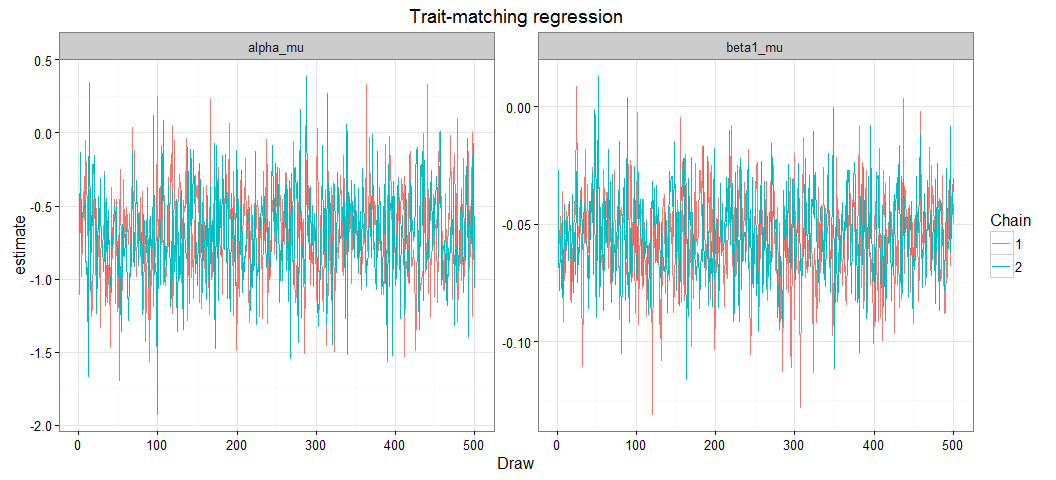 Trait-matching regression
alpha_mu
beta1_mu
estimate
0.5
0.0
-0.5
-1.0
-1.5
-2.0
0.00
-0.05
-0.10
0 100 200 300 400 500
0 100 200 300 400 500
Draw
Chain
1
2